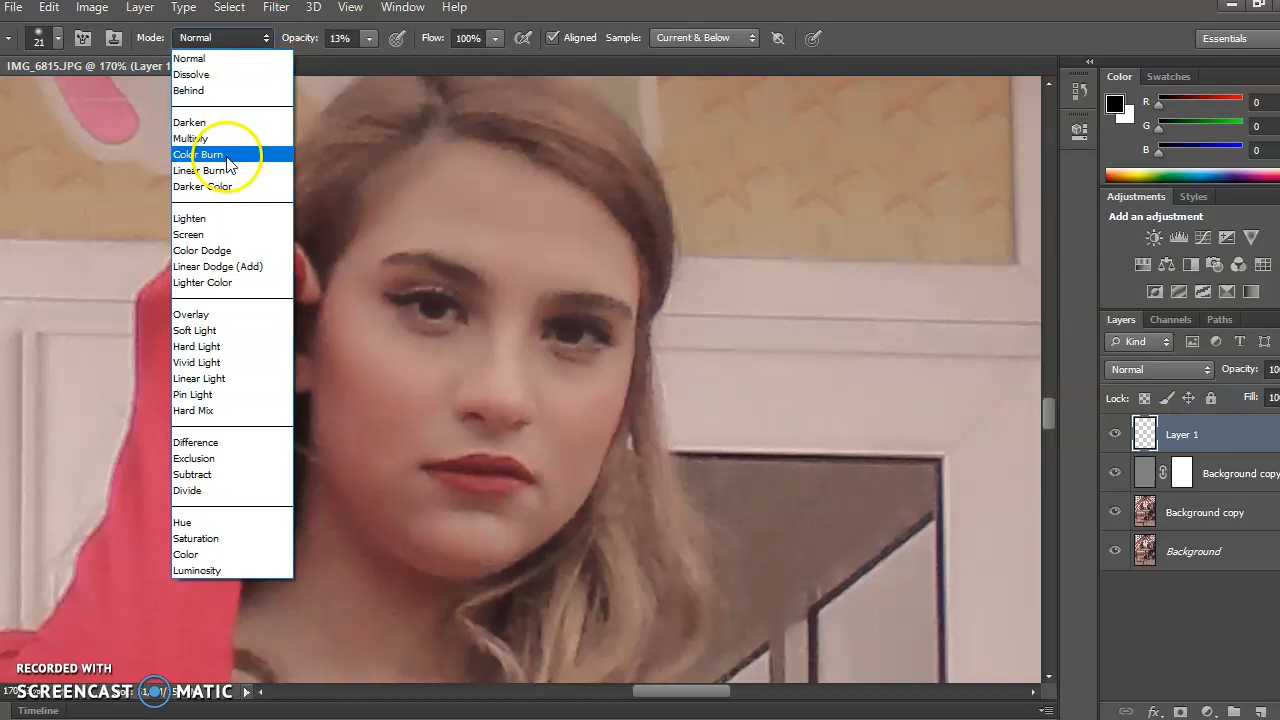 File Edit Image Layer Type Select Filter 3D View Window Help
21 Mode: Normal Opacity: 13% Flow: 100% Aligned Sample: Current & Below Essentials
IMG_6815.JPG @ 170% (Layer 1
Normal
Dissolve
Behind
Darken
Multiply
Color Burn
Linear Burn
Darker Color
Lighten
Screen
Color Dodge
Linear Dodge (Add)
Lighter Color
Overlay
Soft Light
Hard Light
Vivid Light
Linear Light
Pin Light
Hard Mix
Difference
Exclusion
Subtract
Divide
Hue
Saturation
Color
Luminosity
Color Swatches
R 0
G 0
B 0
Adjustments Styles
Add an adjustment
Layers Channels Paths
Kind
Normal Opacity: 10
Lock: Fill: 10
Layer 1
Background copy
Background copy
Background
RECORDED WITH
SCREENCAST MATIC
Timeline
fx